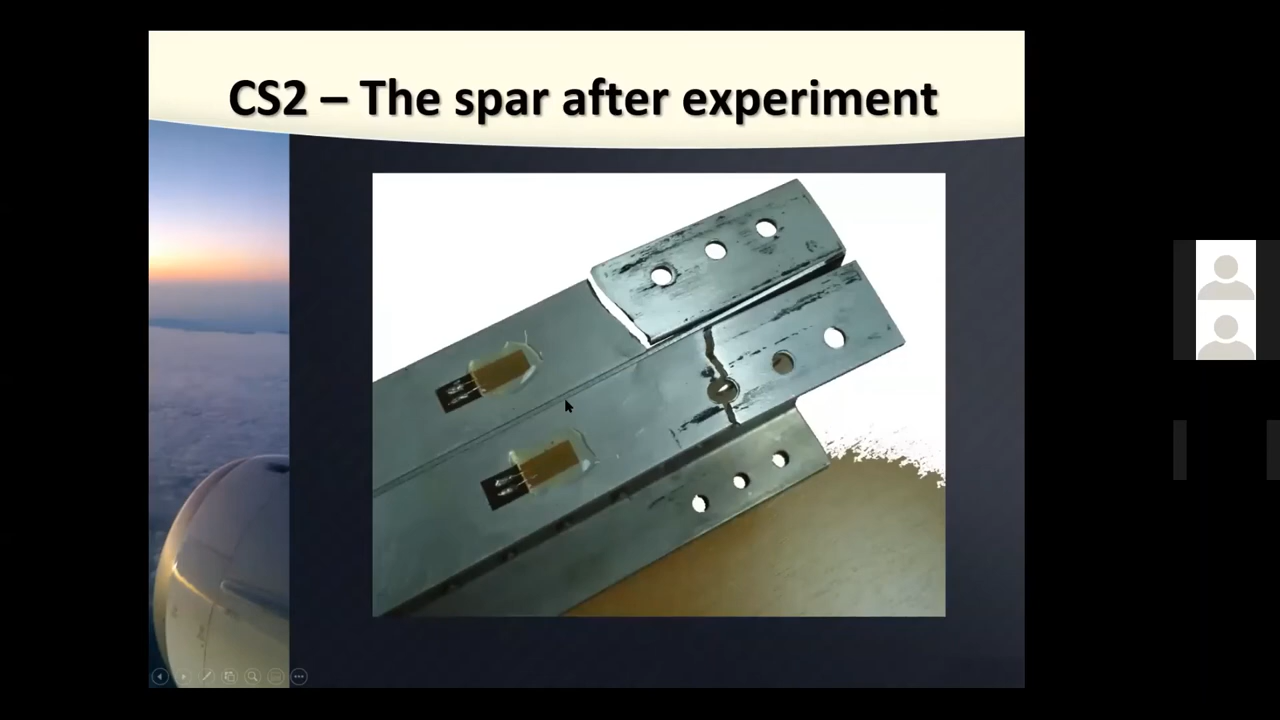 CS2 – The spar after experiment